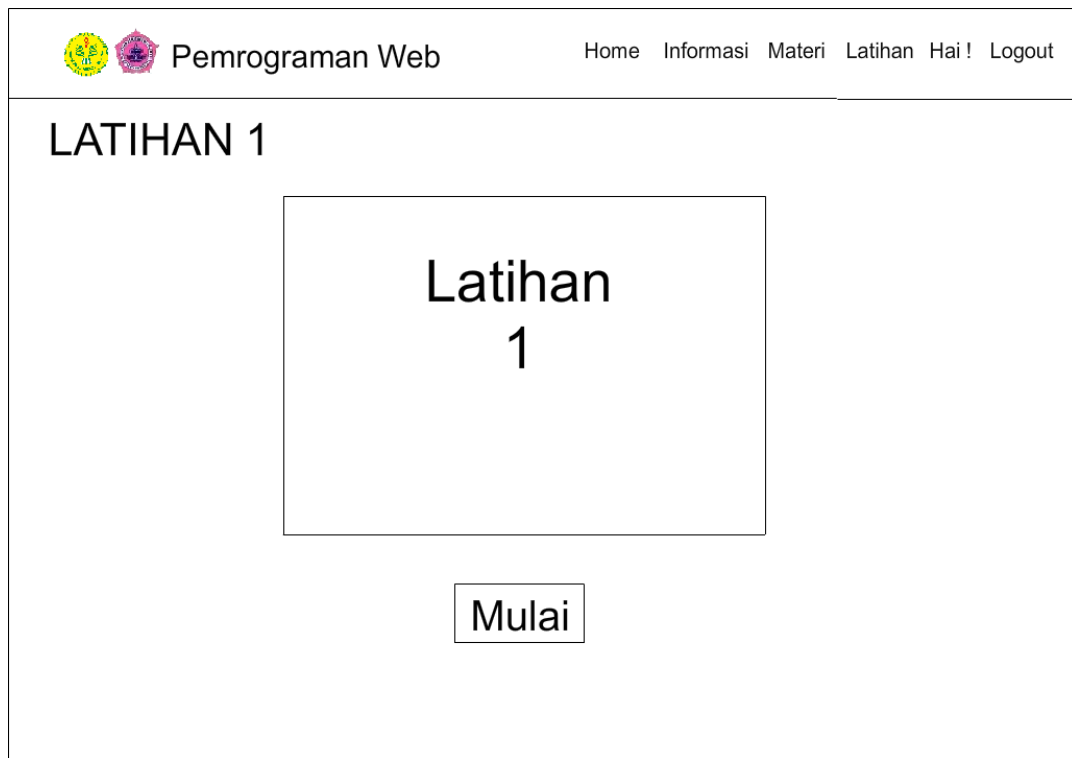 Pemrograman Web
Home Informasi Materi Latihan Hai ! Logout
LATIHAN 1
Latihan
1
Mulai